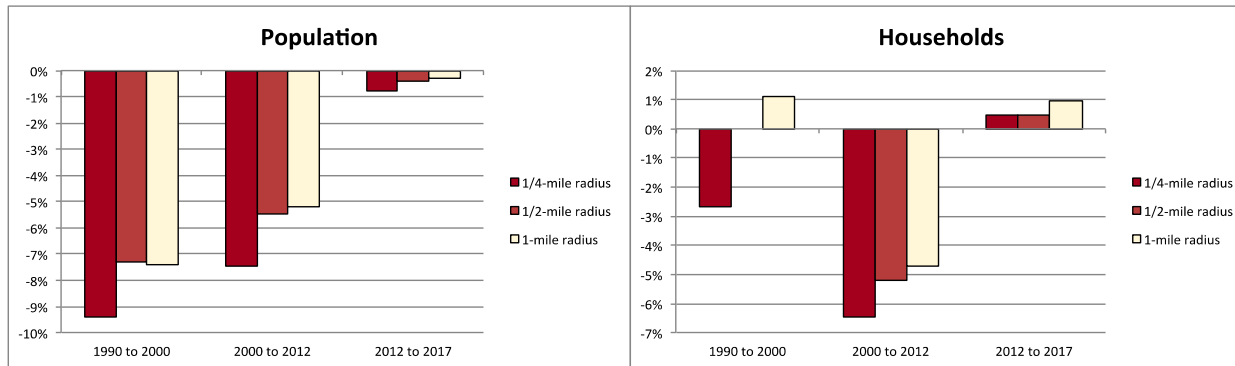 Population
0%
-1%
-2%
-3%
-4%
-5%
-6%
-7%
-8%
-9%
-10%
1990 to 2000 2000 to 2012 2012 to 2017
1/4-mile radius
1/2-mile radius
1-mile radius
Households
2%
1%
0%
-1%
-2%
-3%
-4%
-5%
-6%
-7%
1990 to 2000 2000 to 2012 2012 to 2017
1/4-mile radius
1/2-mile radius
1-mile radius